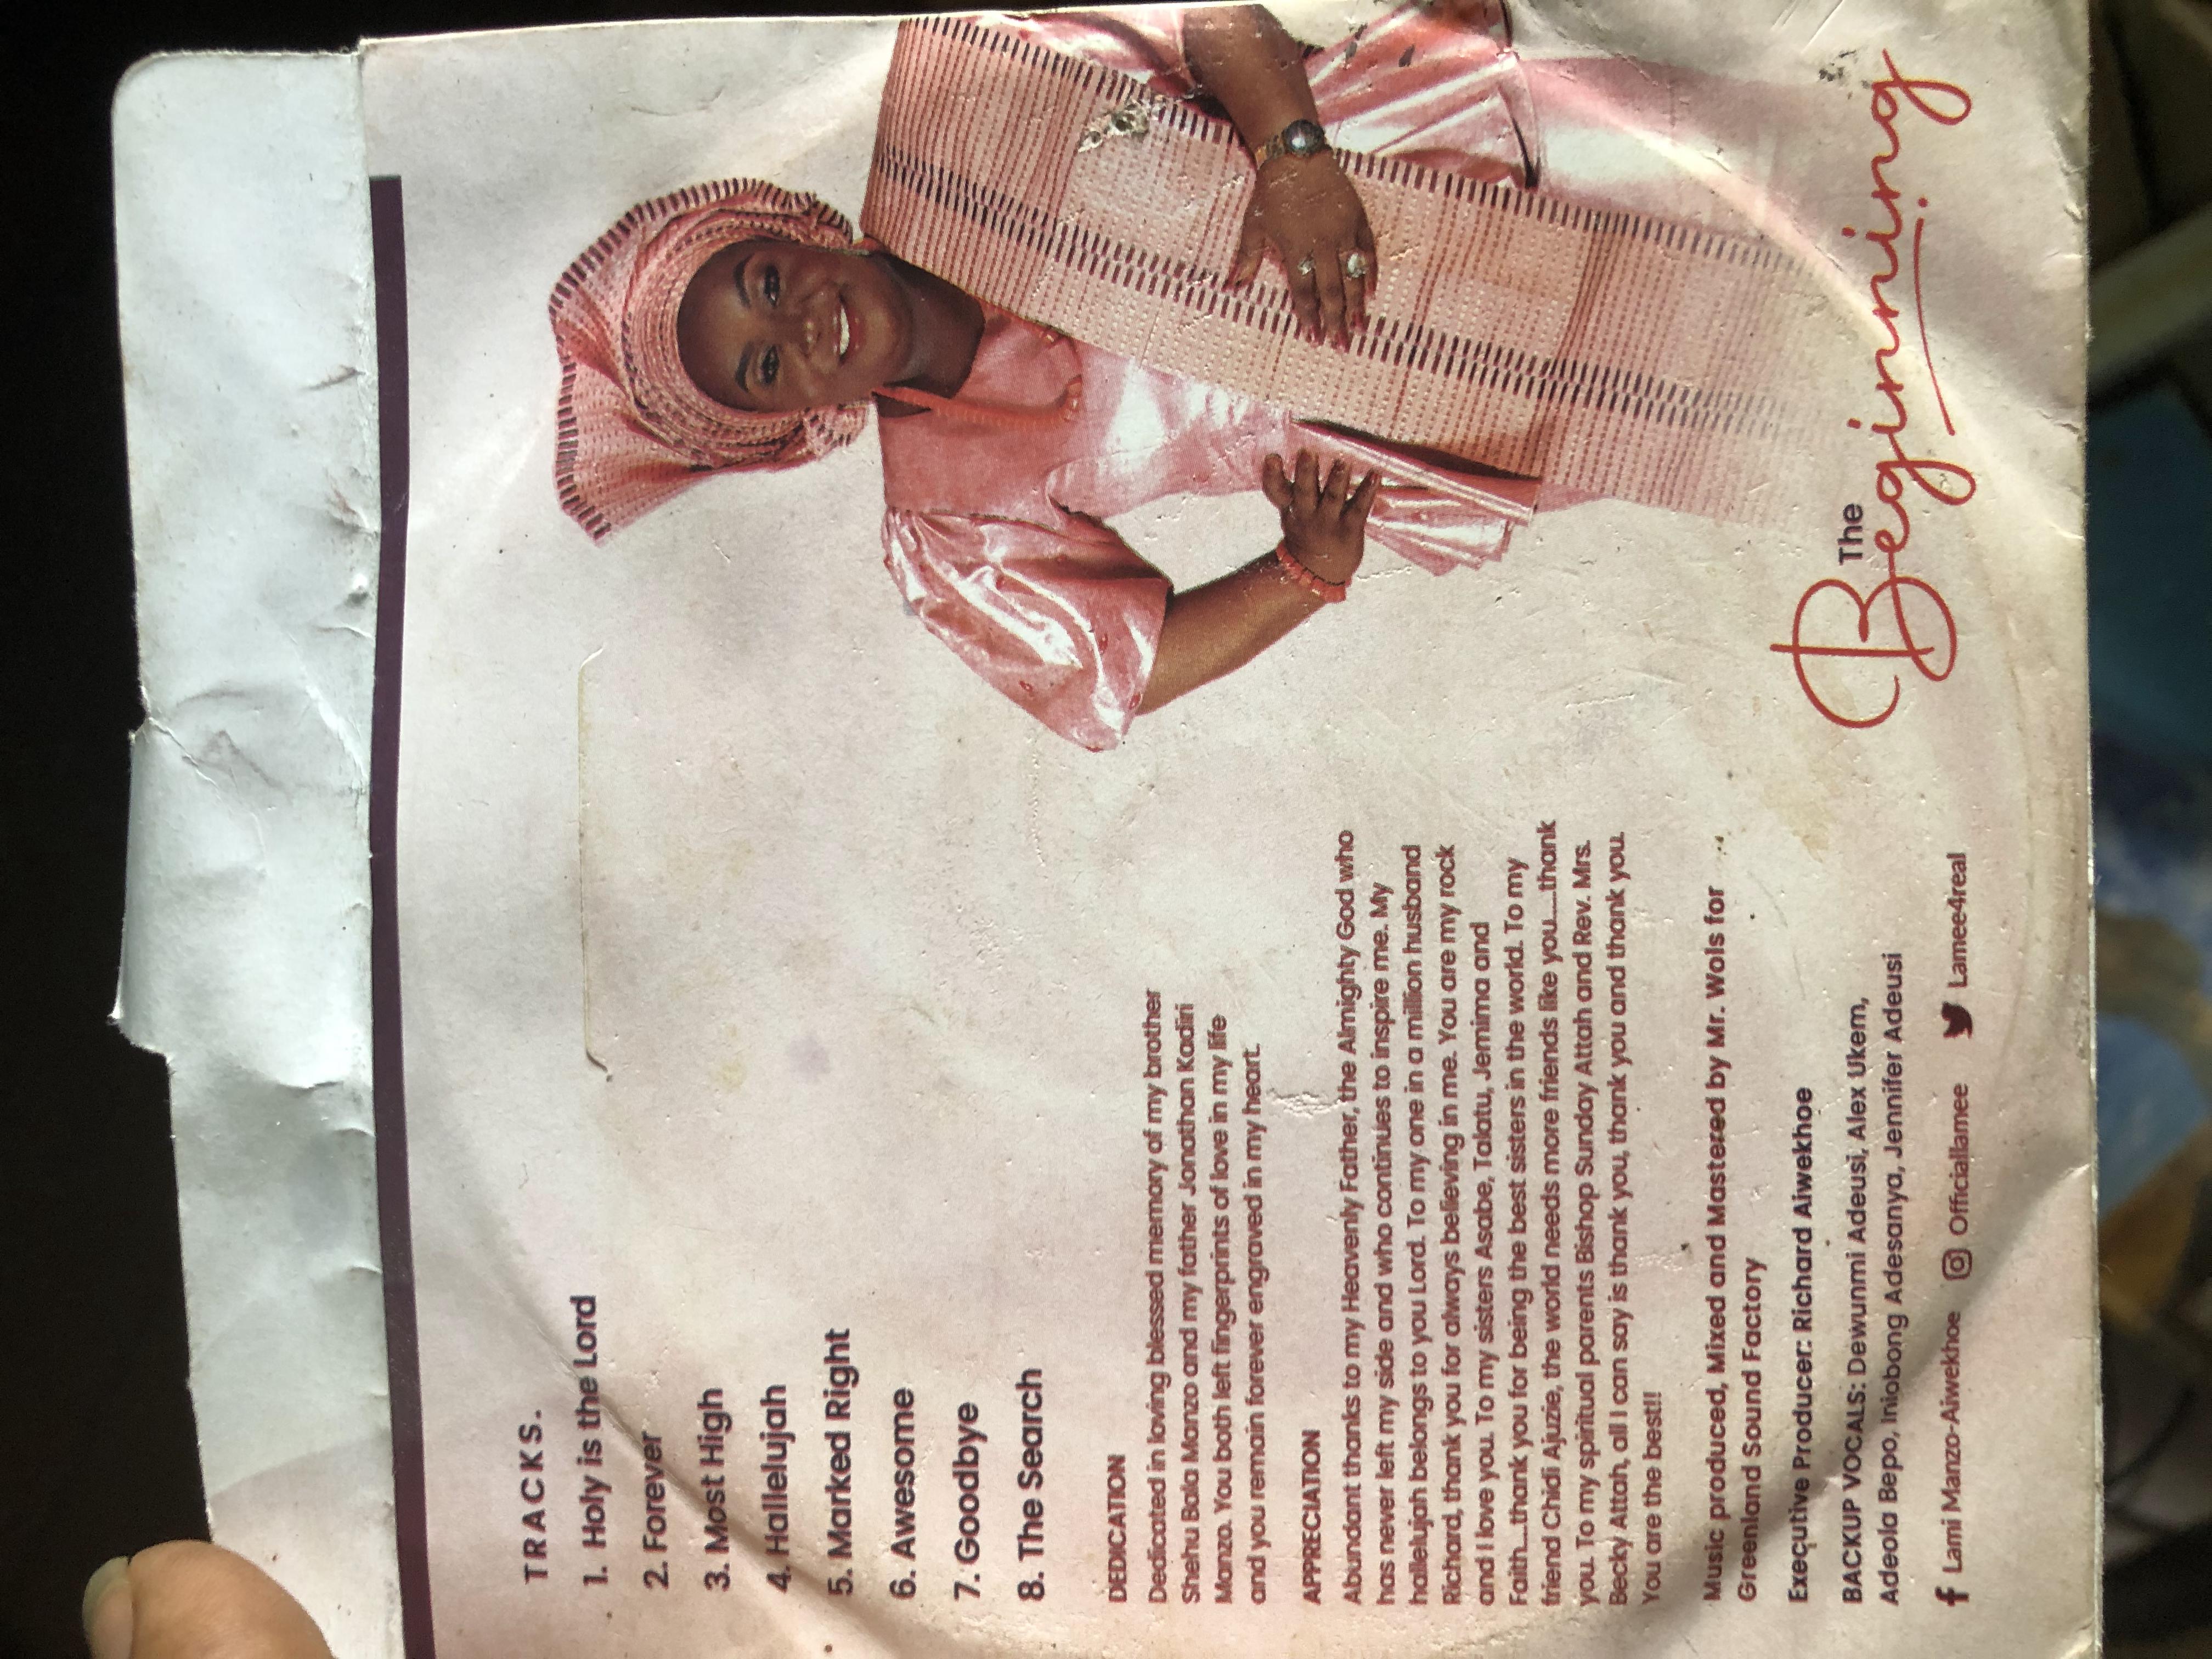 TRACKS.
1. Holy is the Lord
2. Forever
3. Most High
4. Hallelujah
5. Marked Right
6. Awesome
7. Goodbye
8. The Search
DEDICATION
Dedicated in loving blessed memory of my brother
Shehu Bala Manzo and my father Jonathan Kadiri
Manzo. You both left fingerprints of love in my life
and you remain forever engraved in my heart.
APPRECIATION
Abundant thanks to my Heavenly Father, the Almighty God who
has never left my side and who continues to inspire me. My
hallelujah belongs to you Lord. To my one in a million husband
Richard, thank you for always believing in me. You are my rock
and I love you. To my sisters Asabe, Talatu, Jemima and
Faith....thank you for being the best sisters in the world. To my
friend Chidi Ajuzie, the world needs more friends like you.....thank
you. To my spiritual parents Bishop Sunday Attah and Rev. Mrs.
Becky Attah, all I can say is thank you, thank you and thank you.
You are the best!!
Music produced, Mixed and Mastered by Mr. Wols for
Greenland Sound Factory
Executive Producer: Richard Aiwekhoe
BACKUP VOCALS: Dewunmi Adeusi, Alex Ukem,
Adeola Bepo, Iniobong Adesanya, Jennifer Adeusi
f Lami Manzo-Aiwekhoe Officiallamee Lamee4real
The
Beginning